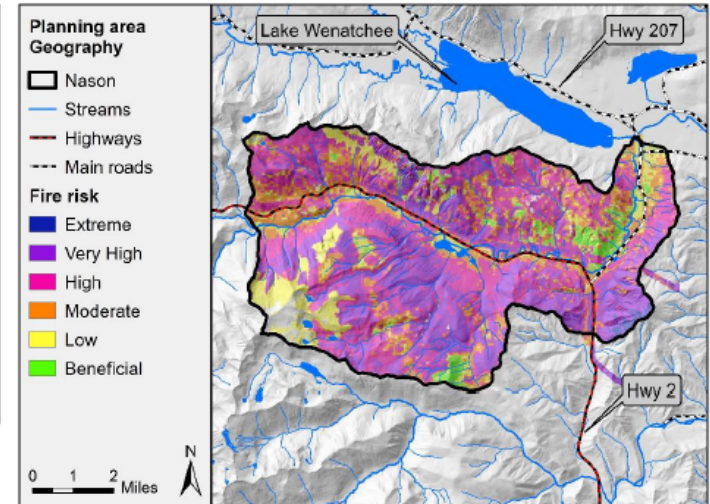 Planning area
Geography
Nason
Streams
Highways
Main roads
Fire risk
Extreme
Very High
High
Moderate
Low
Beneficial
N
0 1 2 Miles
Lake Wenatchee
Hwy 207
Hwy 2